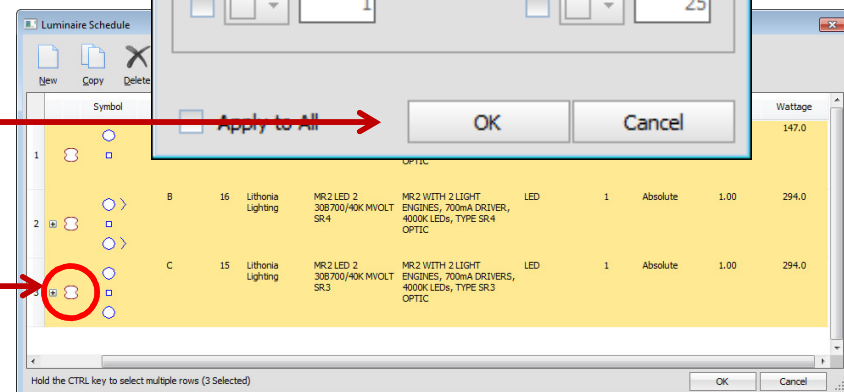 Luminaire Schedule
1
25
New
Copy
Delete
Apply to All
OK
Cancel
Symbol
Wattage
1
147.0
OPTIC
2
B
16
Lithonia
Lighting
MR2 LED 2
30B700/40K MVOLT
SR4
MR2 WITH 2 LIGHT
ENGINES, 700mA DRIVER,
4000K LEDs, TYPE SR4
OPTIC
LED
1
Absolute
1.00
294.0
3
C
15
Lithonia
Lighting
MR2 LED 2
30B700/40K MVOLT
SR3
MR2 WITH 2 LIGHT
ENGINES, 700mA DRIVERS,
4000K LEDs, TYPE SR3
OPTIC
LED
1
Absolute
1.00
294.0
Hold the CTRL key to select multiple rows (3 Selected)
OK
Cancel